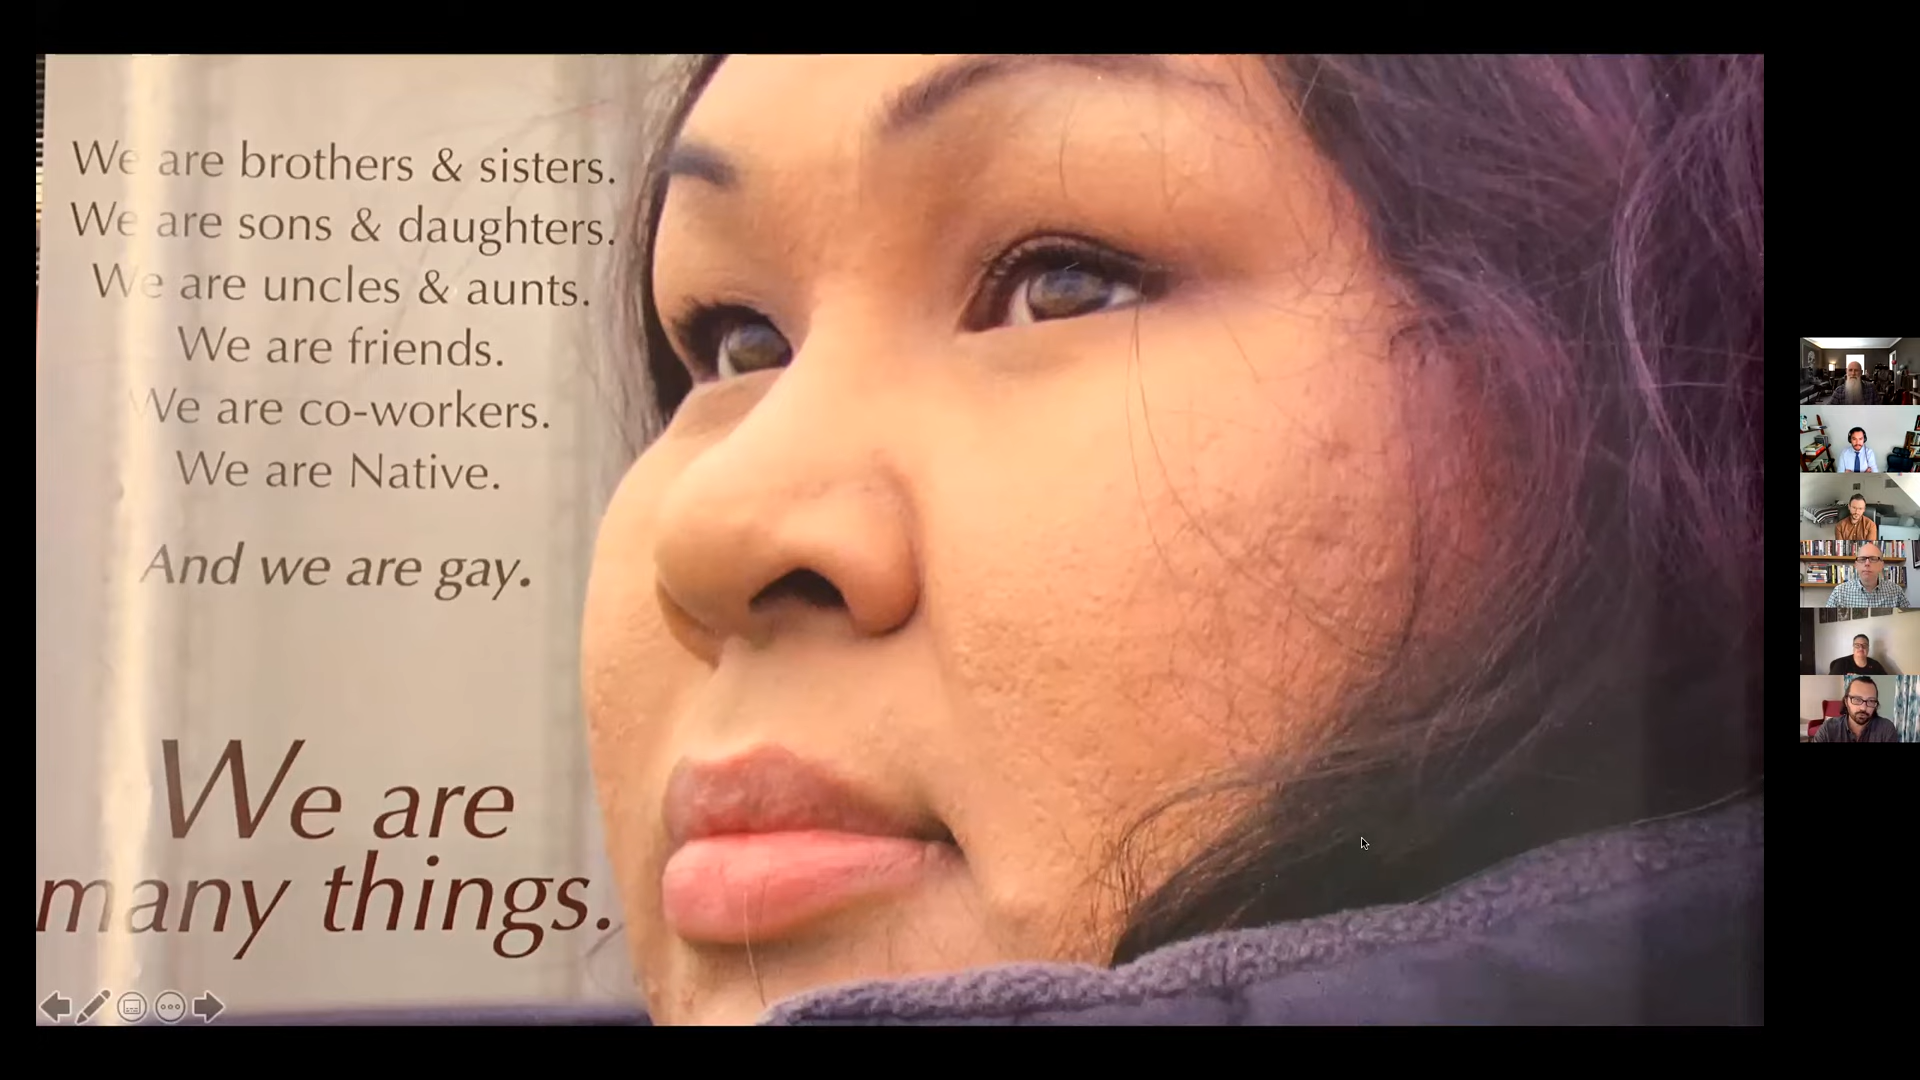 We are brothers & sisters.
We are sons & daughters.
We are uncles & aunts.
We are friends.
We are co-workers.
We are Native.
And we are gay.
We are
many things.